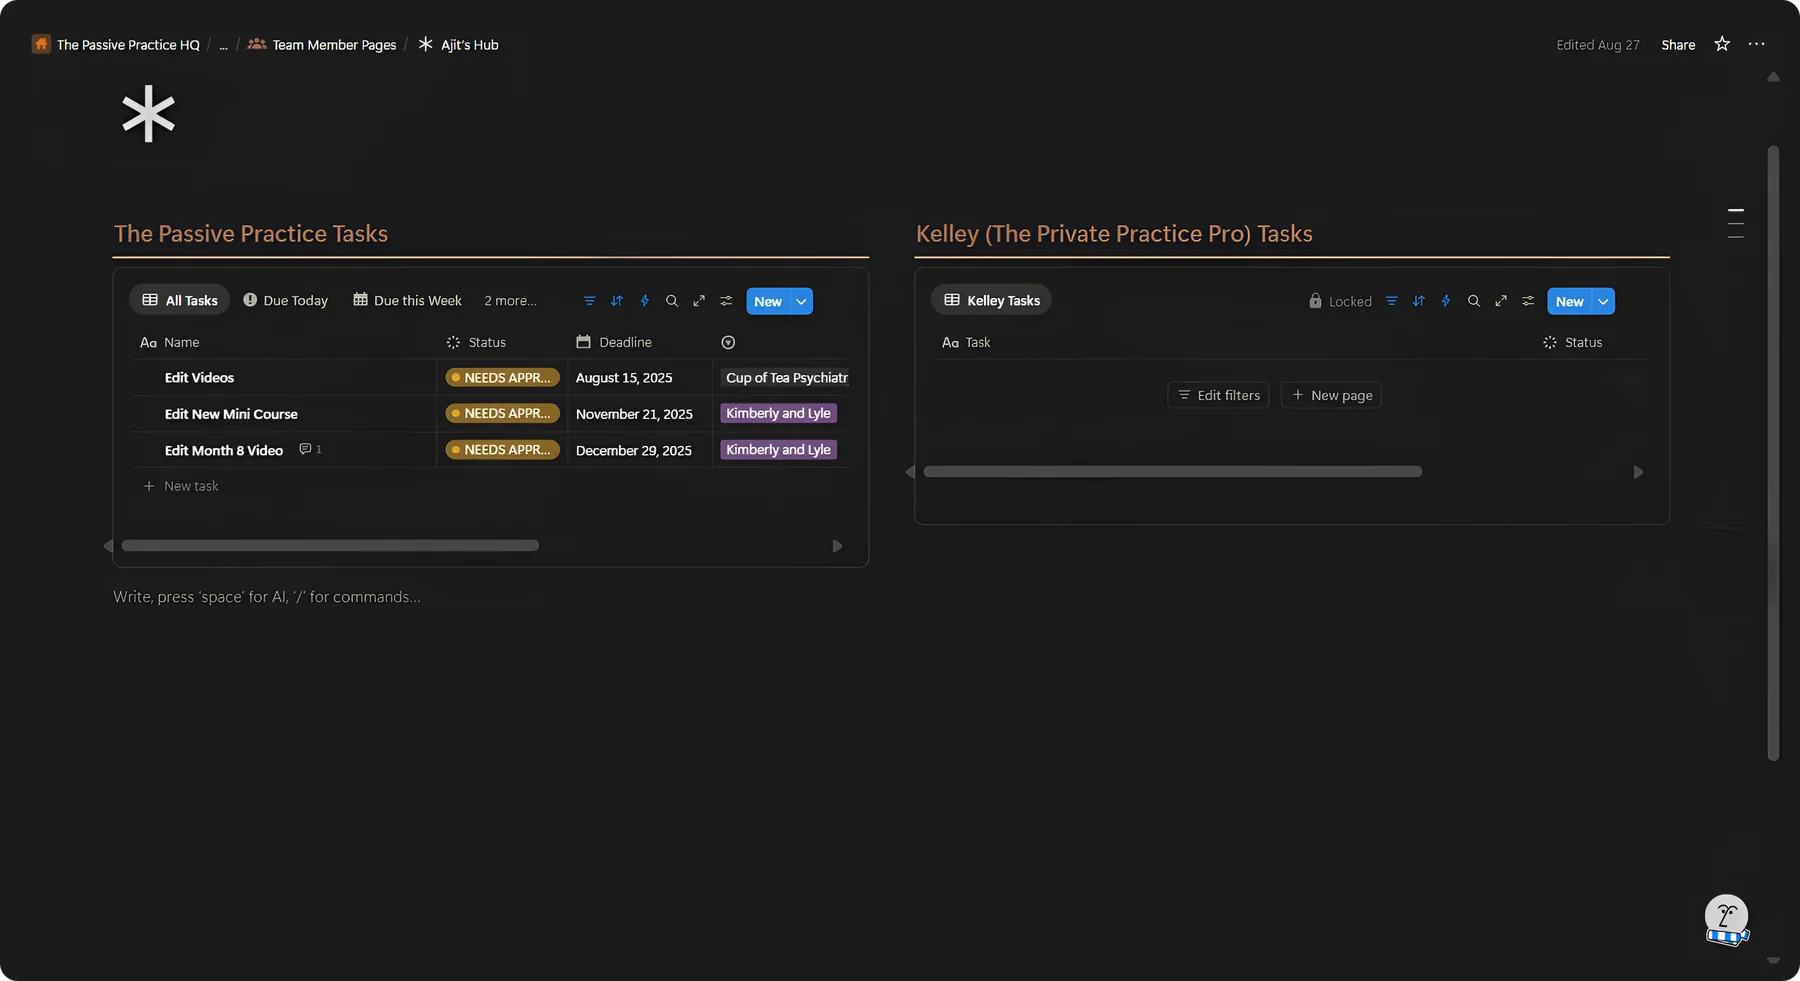 The Passive Practice HQ / ... / Team Member Pages / Ajit's Hub
Edited Aug 27 Share
The Passive Practice Tasks
All Tasks Due Today Due this Week 2 more... New
Aa Name Status Deadline
Edit Videos NEEDS APPR... August 15, 2025 Cup of Tea Psychiatr
Edit New Mini Course NEEDS APPR... November 21, 2025 Kimberly and Lyle
Edit Month 8 Video 1 NEEDS APPR... December 29, 2025 Kimberly and Lyle
+ New task
Write, press 'space' for AI, '/' for commands...
Kelley (The Private Practice Pro) Tasks
Kelley Tasks Locked New
Aa Task Status
Edit filters + New page